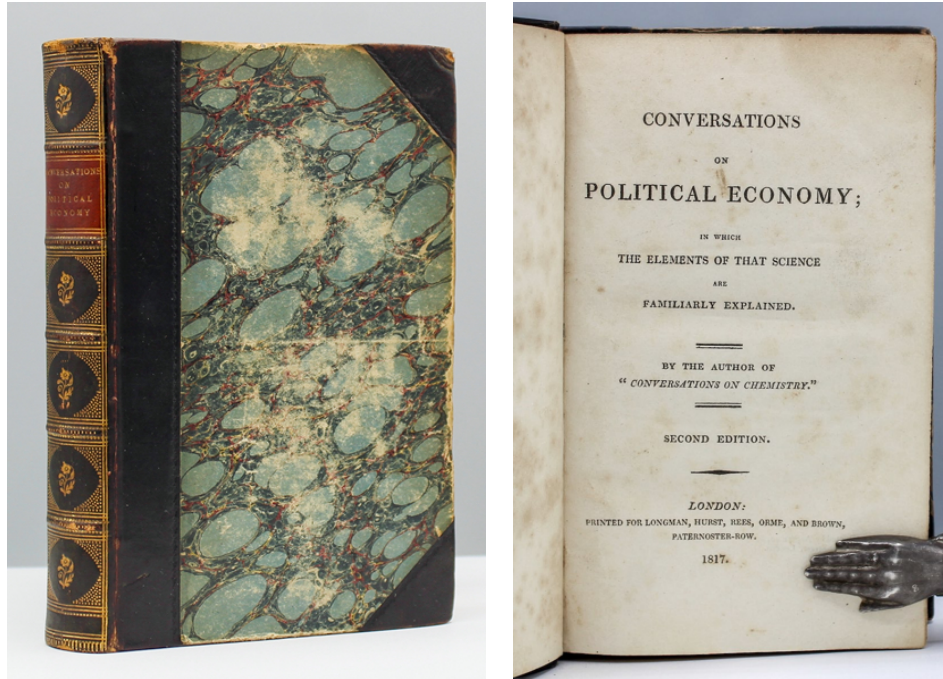 CONVERSATIONS
ON
POLITICAL
ECONOMY
CONVERSATIONS
ON
POLITICAL ECONOMY;
IN WHICH
THE ELEMENTS OF THAT SCIENCE
ARE
FAMILIARLY EXPLAINED.
BY THE AUTHOR OF
“ CONVERSATIONS ON CHEMISTRY.”
SECOND EDITION.
LONDON:
PRINTED FOR LONGMAN, HURST, REES, ORME, AND BROWN,
PATERNOSTER-ROW.
1817.